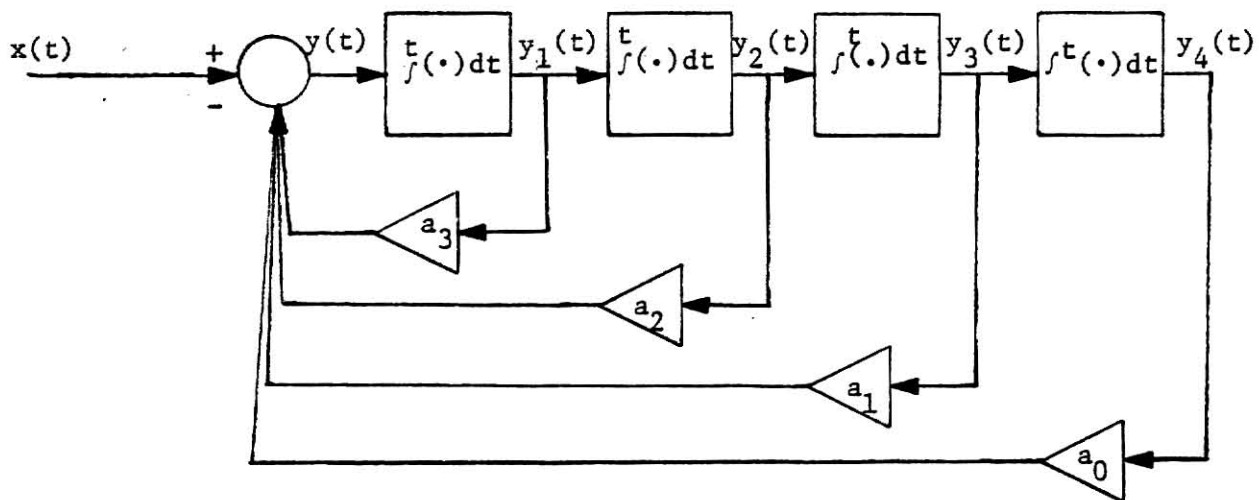 x(t) + y(t) ∫ᵗ(·)dt y₁(t) ∫ᵗ(·)dt y₂(t) ∫ᵗ(.)dt y₃(t) ∫ᵗ(·)dt y₄(t)
-
a₃
a₂
a₁
a₀